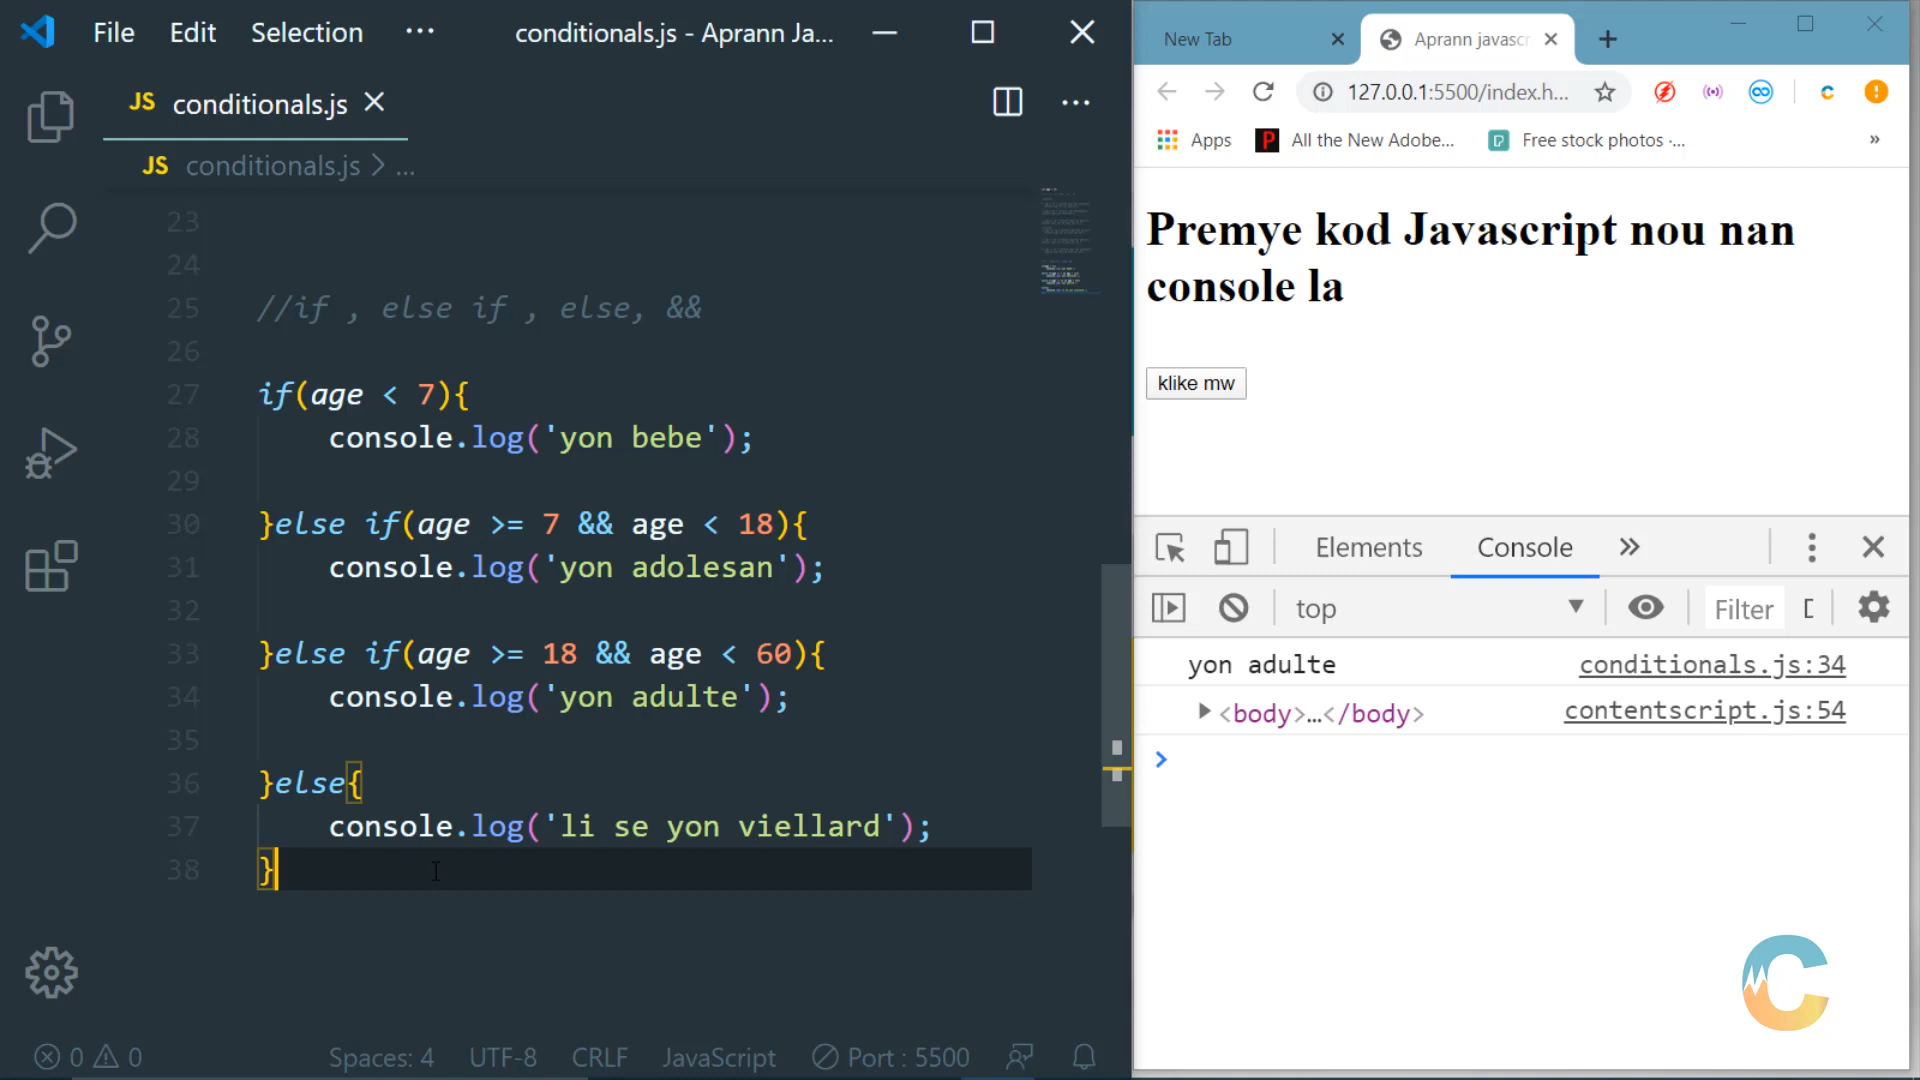 File Edit Selection ··· conditionals.js - Aprann Ja...
JS conditionals.js
JS conditionals.js > ...
23
24
25 //if , else if , else, &&
26
27 if(age < 7){
28 console.log('yon bebe');
29
30 }else if(age >= 7 && age < 18){
31 console.log('yon adolesan');
32
33 }else if(age >= 18 && age < 60){
34 console.log('yon adulte');
35
36 }else{
37 console.log('li se yon viellard');
38 }
0 0 Spaces: 4 UTF-8 CRLF JavaScript Port : 5500
New Tab Aprann javascr
127.0.0.1:5500/index.h...
Apps All the New Adobe... Free stock photos ·... »
Premye kod Javascript nou nan
console la
klike mw
Elements Console
top Filter
yon adulte conditionals.js:34
<body>…</body> contentscript.js:54